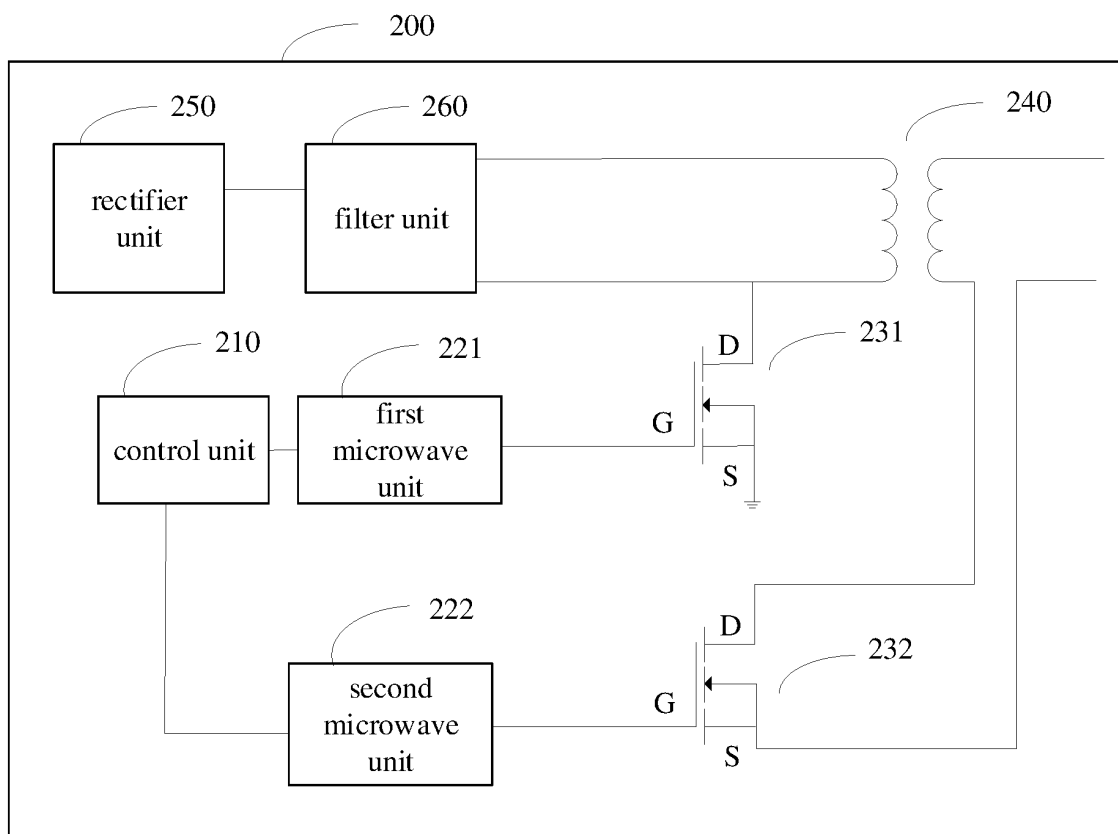 200
250
260
240
rectifier
unit
filter unit
210
221
D
231
control unit
first
microwave
unit
G
S
222
D
232
second
microwave
unit
G
S